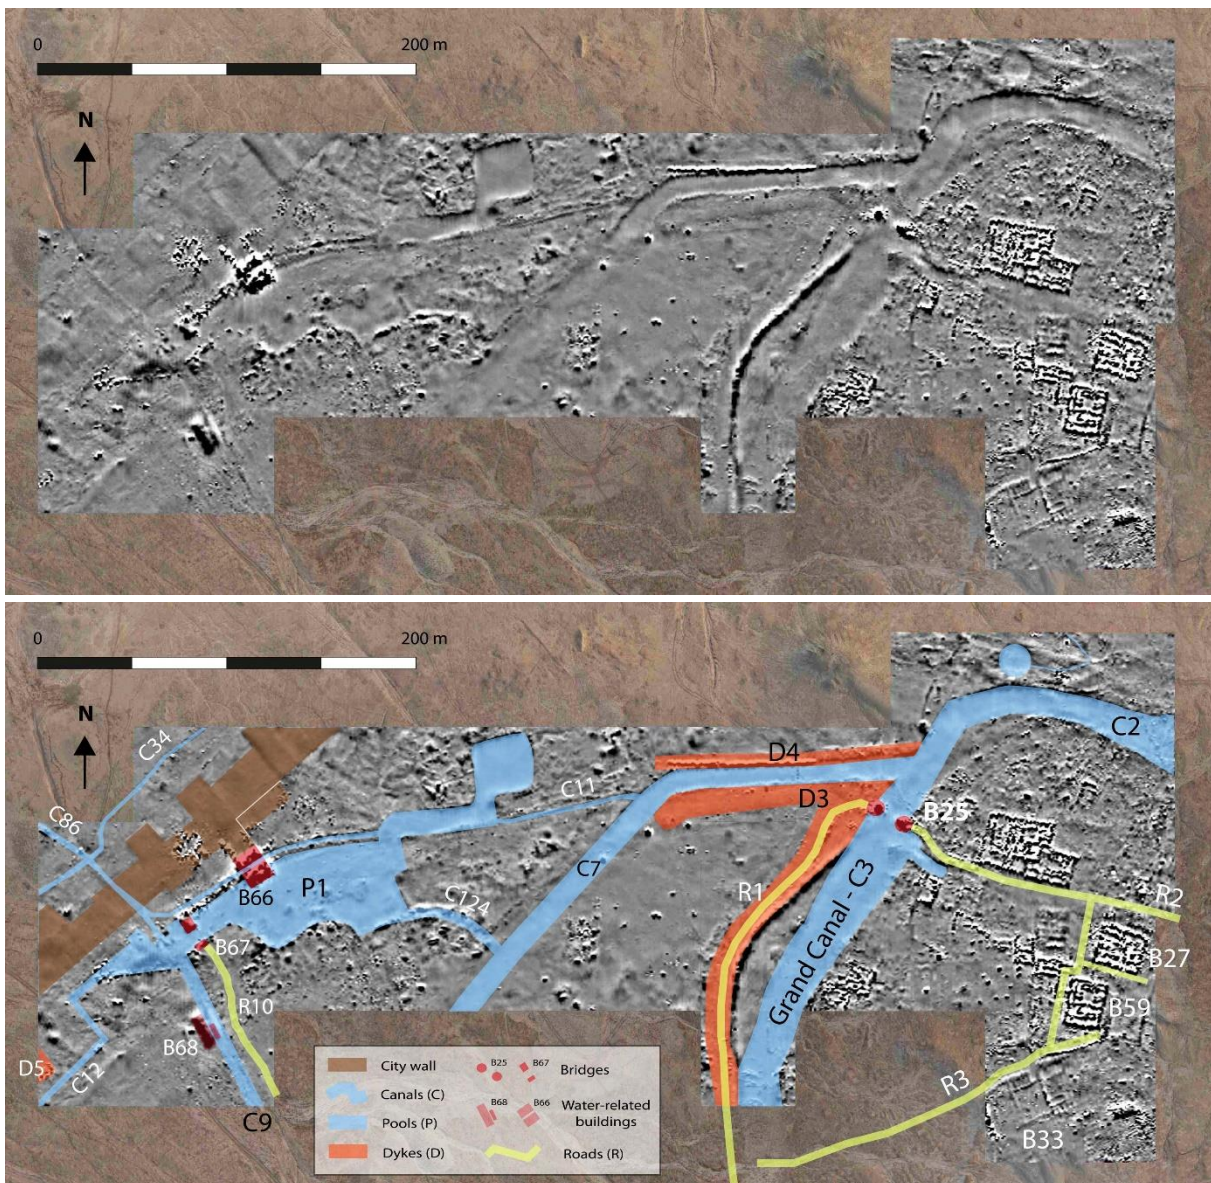 0 200 m
N
0 200 m
N
C34
C86
C11
D4
D3
C2
B25
B66
P1
C7
C124
R1
Grand Canal - C3
R2
B67
R10
B27
B59
B68
D5
C12
C9
R3
B33
City wall
Canals (C)
Pools (P)
Dykes (D)
B25 B67 Bridges
B68 B66 Water-related
buildings
Roads (R)